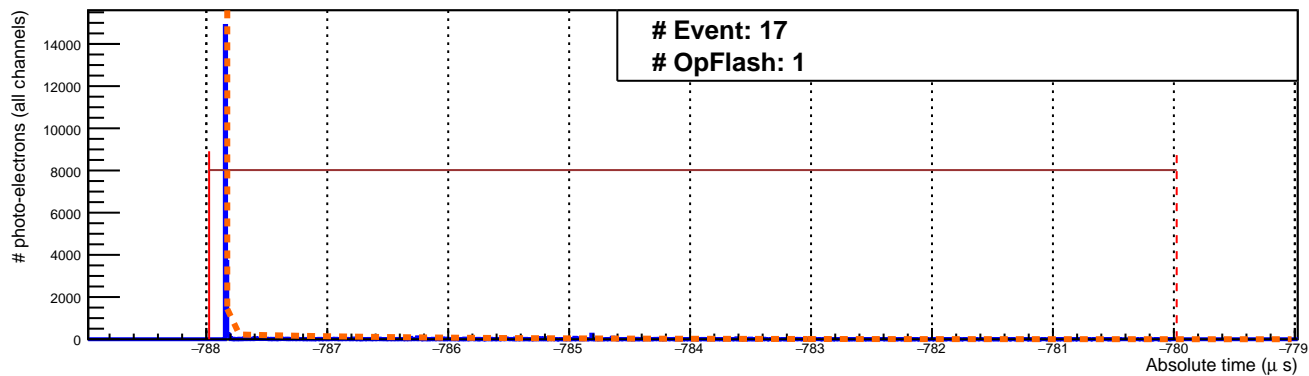 # Event: 17
# OpFlash: 1
# photo-electrons (all channels)
14000
12000
10000
8000
6000
4000
2000
0
−788 −787 −786 −785 −784 −783 −782 −781 −780 −779
Absolute time (μ s)